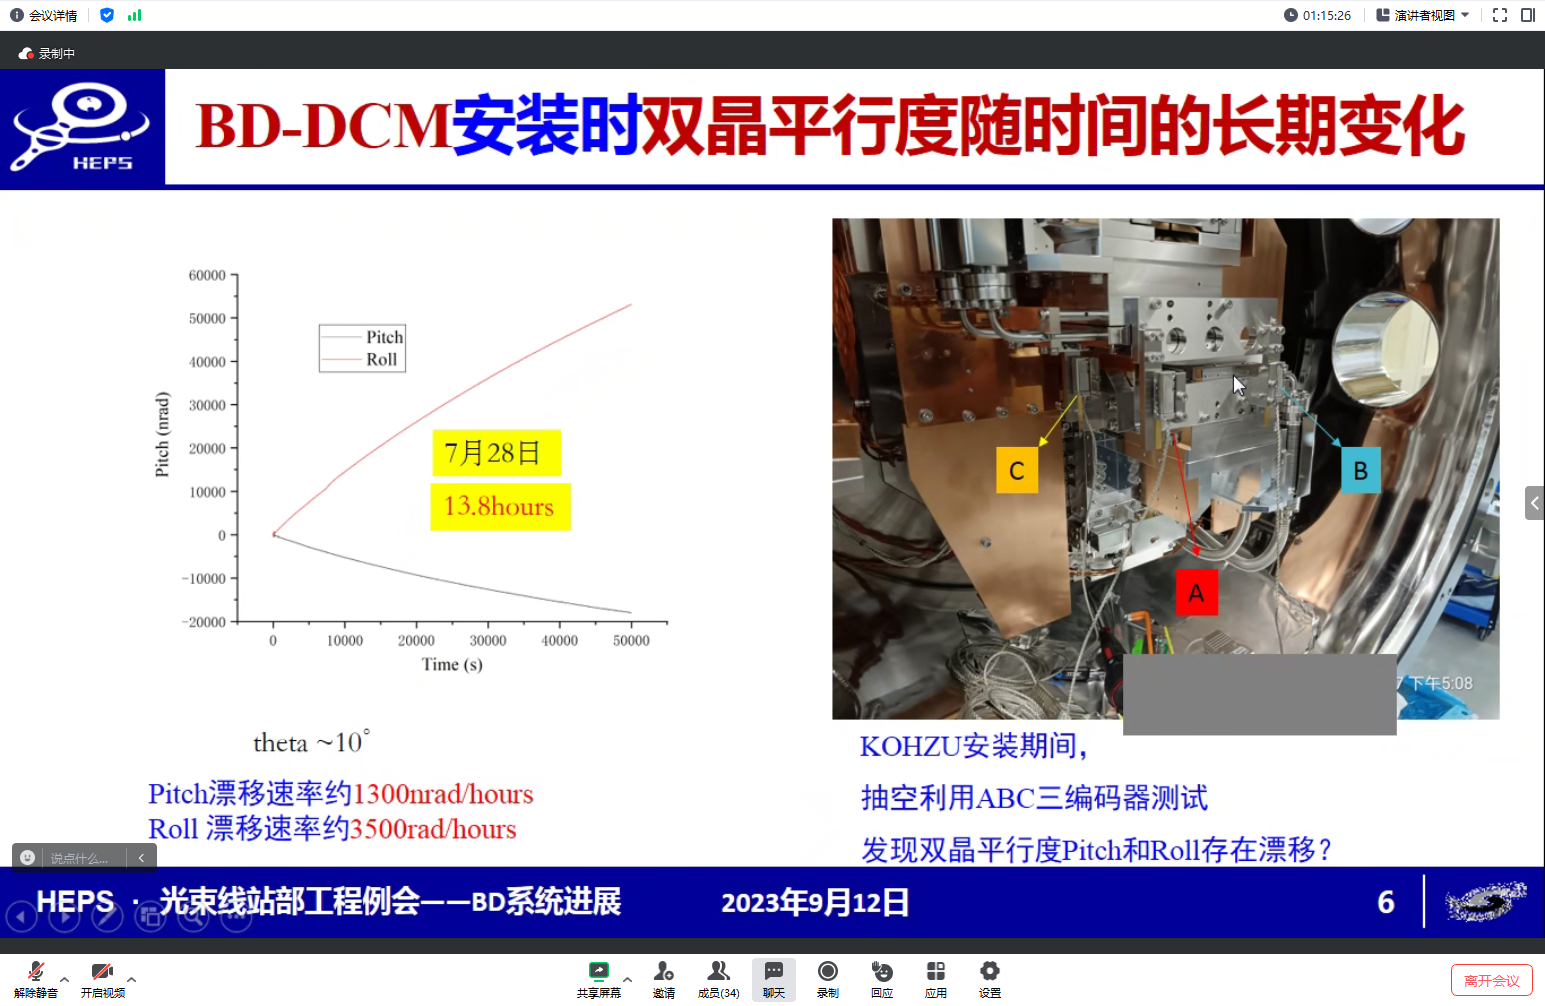 会议详情
01:15:26
演讲者视图
录制中
HEPS
BD-DCM安装时双晶平行度随时间的长期变化
60000
50000
40000
30000
20000
10000
0
−10000
−20000
Pitch (nrad)
Pitch
Roll
7月28日
13.8hours
0 10000 20000 30000 40000 50000
Time (s)
C
B
A
7 下午5:08
theta ~10°
Pitch漂移速率约1300nrad/hours
Roll 漂移速率约3500rad/hours
KOHZU安装期间，
抽空利用ABC三编码器测试
发现双晶平行度Pitch和Roll存在漂移?
说点什么...
HEPS · 光束线站部工程例会——BD系统进展
2023年9月12日
6
解除静音
开启视频
共享屏幕
邀请
成员(34)
聊天
录制
回应
应用
设置
离开会议